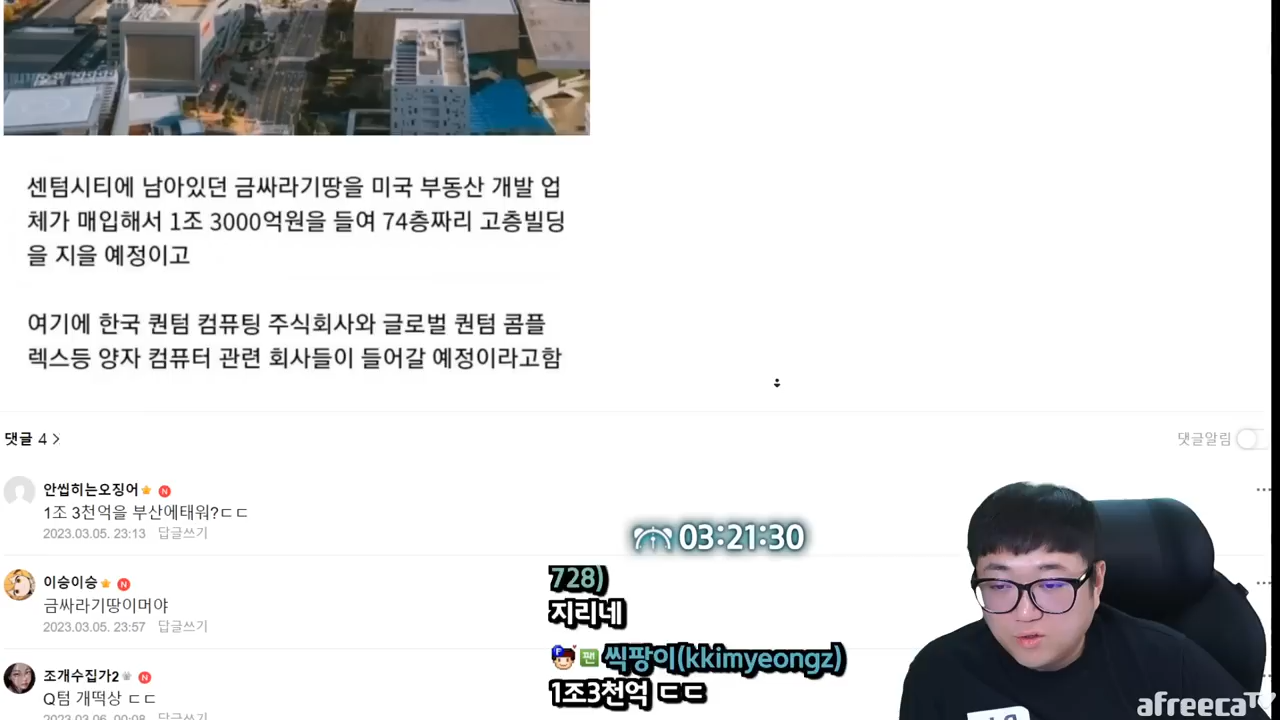 센텀시티에 남아있던 금싸라기땅을 미국 부동산 개발 업
체가 매입해서 1조 3000억원을 들여 74층짜리 고층빌딩
을 지을 예정이고
여기에 한국 퀀텀 컴퓨팅 주식회사와 글로벌 퀀텀 콤플
렉스등 양자 컴퓨터 관련 회사들이 들어갈 예정이라고함
댓글 4 >
댓글알림
안씹히는오징어 N
1조 3천억을 부산에태워?ㄷㄷ
2023.03.05. 23:13 답글쓰기
이승이승 N
금싸라기땅이머야
2023.03.05. 23:57 답글쓰기
조개수집가2 N
Q텀 개떡상 ㄷㄷ
2023.03.06. 00:08 답글쓰기
03:21:30
728)
지리네
F 팬 씩팡이(kkimyeongz)
1조3천억 ㄷㄷ
afreecaTV